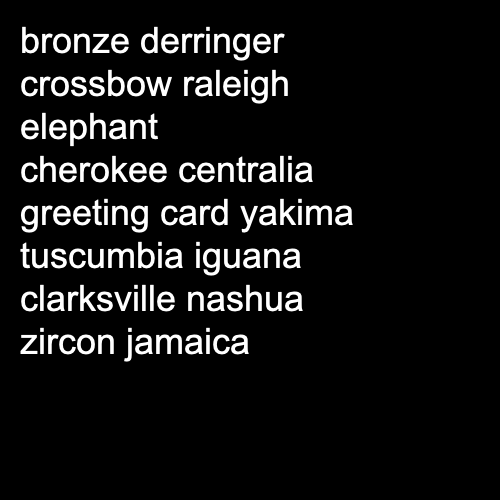 bronze derringer
crossbow raleigh
elephant
cherokee centralia
greeting card yakima
tuscumbia iguana
clarksville nashua
zircon jamaica